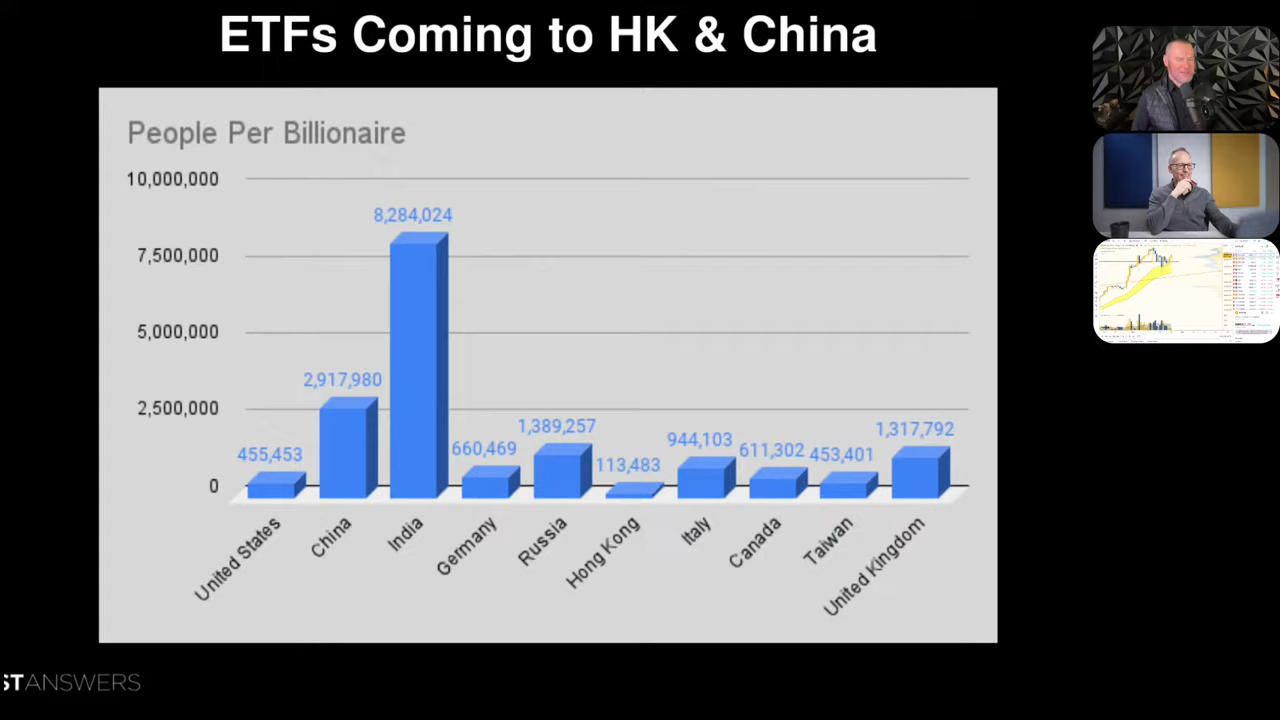 ETFs Coming to HK & China
People Per Billionaire
10,000,000
7,500,000
5,000,000
2,500,000
0
455,453
2,917,980
8,284,024
660,469
1,389,257
113,483
944,103
611,302
453,401
1,317,792
United States
China
India
Germany
Russia
Hong Kong
Italy
Canada
Taiwan
United Kingdom
STANSWERS